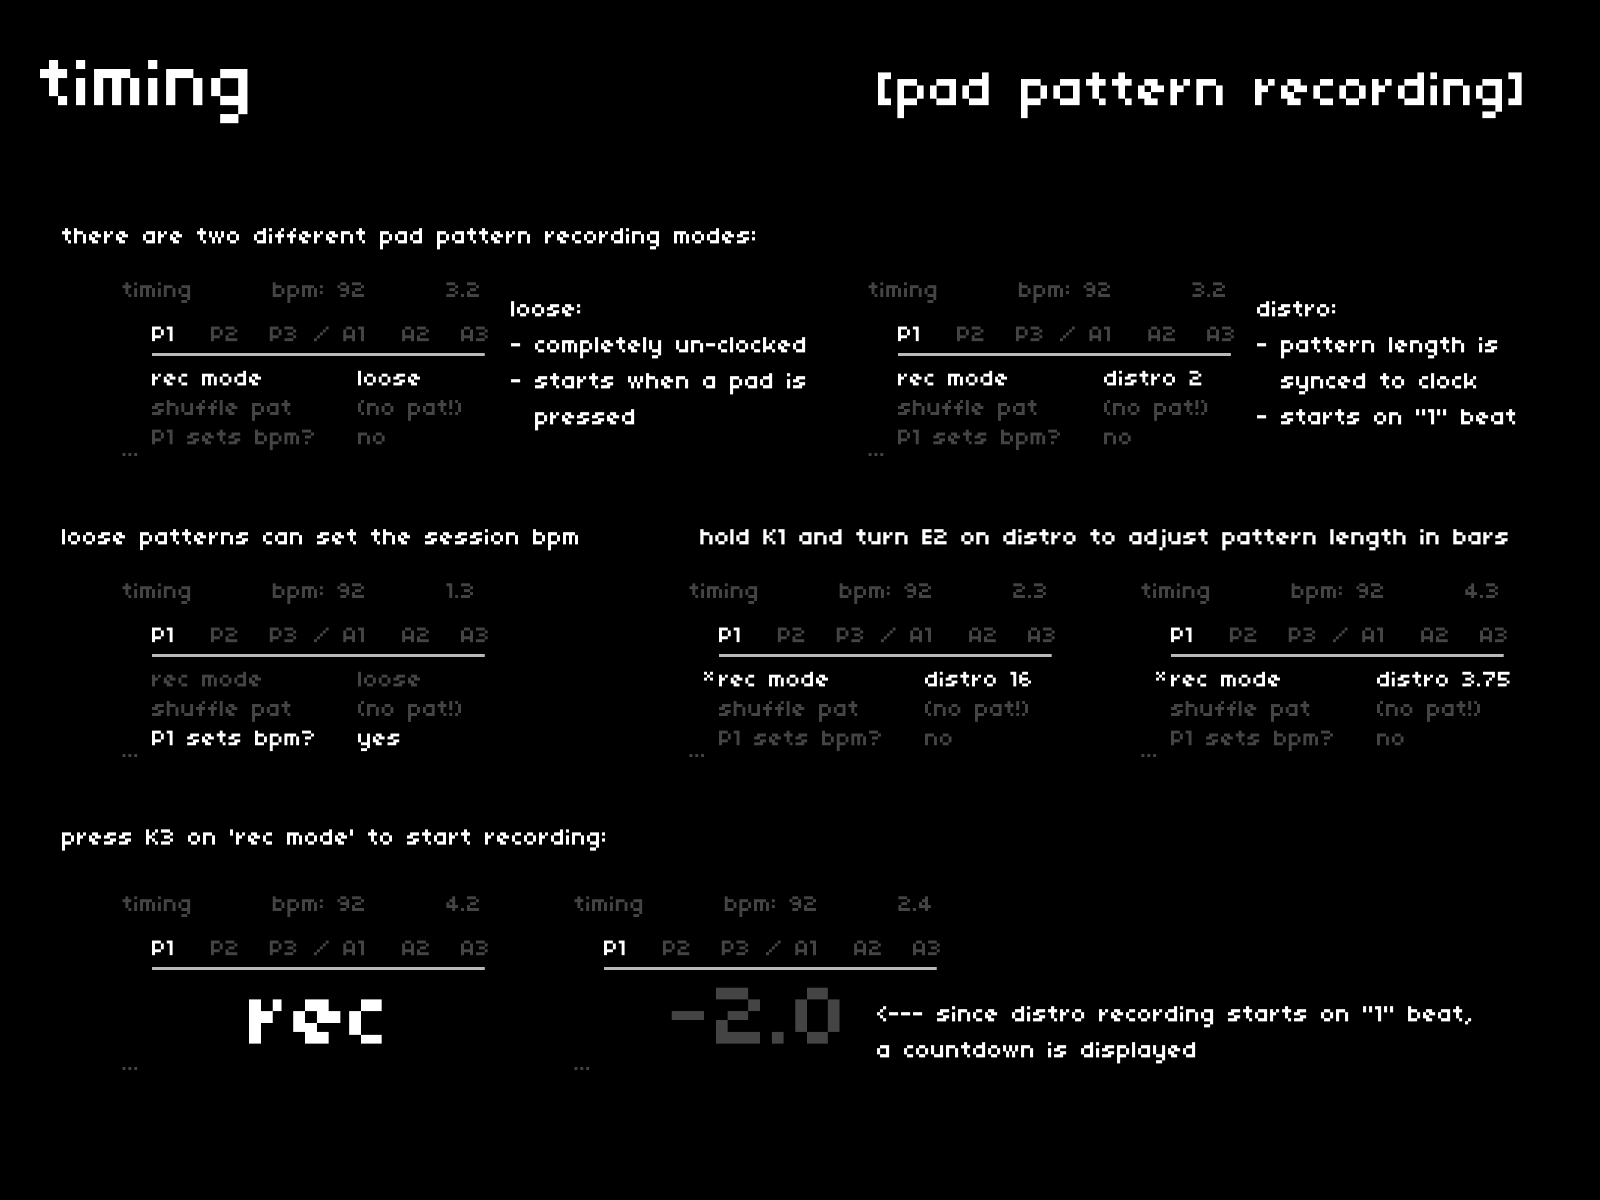 timing
[pad pattern recording]
there are two different pad pattern recording modes:
timing bpm: 92 3.2
P1 P2 P3 / A1 A2 A3
rec mode loose
shuffle pat (no pat!)
P1 sets bpm? no
...
loose:
- completely un-clocked
- starts when a pad is
pressed
timing bpm: 92 3.2
P1 P2 P3 / A1 A2 A3
rec mode distro 2
shuffle pat (no pat!)
P1 sets bpm? no
...
distro:
- pattern length is
synced to clock
- starts on "1" beat
loose patterns can set the session bpm
timing bpm: 92 1.3
P1 P2 P3 / A1 A2 A3
rec mode loose
shuffle pat (no pat!)
P1 sets bpm? yes
...
hold K1 and turn E2 on distro to adjust pattern length in bars
timing bpm: 92 2.3
P1 P2 P3 / A1 A2 A3
*rec mode distro 16
shuffle pat (no pat!)
P1 sets bpm? no
...
timing bpm: 92 4.3
P1 P2 P3 / A1 A2 A3
*rec mode distro 3.75
shuffle pat (no pat!)
P1 sets bpm? no
...
press K3 on 'rec mode' to start recording:
timing bpm: 92 4.2
P1 P2 P3 / A1 A2 A3
rec
...
timing bpm: 92 2.4
P1 P2 P3 / A1 A2 A3
-2.0
...
<--- since distro recording starts on "1" beat,
a countdown is displayed